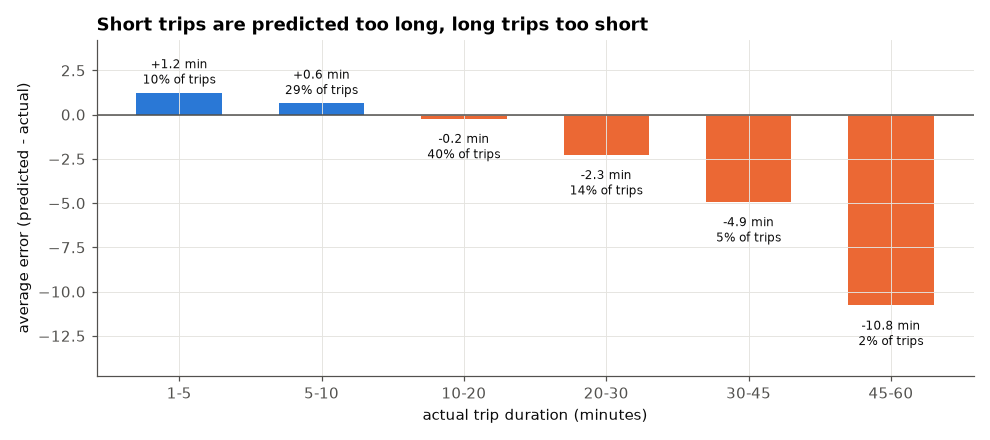 Short trips are predicted too long, long trips too short
average error (predicted - actual)
2.5
0.0
−2.5
−5.0
−7.5
−10.0
−12.5
+1.2 min
10% of trips
+0.6 min
29% of trips
-0.2 min
40% of trips
-2.3 min
14% of trips
-4.9 min
5% of trips
-10.8 min
2% of trips
1-5
5-10
10-20
20-30
30-45
45-60
actual trip duration (minutes)